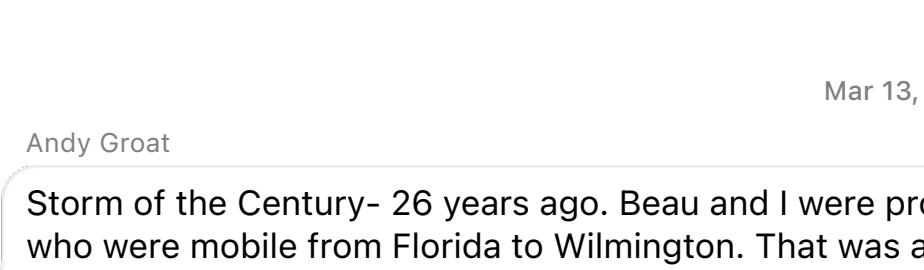 Mar 13,
Andy Groat
Storm of the Century- 26 years ago. Beau and I were
who were mobile from Florida to Wilmington. That was